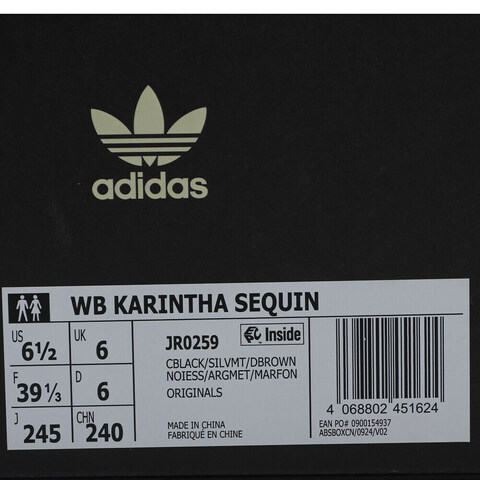 adidas
WB KARINTHA SEQUIN
US 6½ UK 6
F 39⅓ D 6
J 245 CHN 240
JR0259 Inside
CBLACK/SILVMT/DBROWN
NOIESS/ARGMET/MARFON
ORIGINALS
MADE IN CHINA
FABRIQUÉ EN CHINE
4 068802 451624
EAN PO# 0900154937
ABSBOXCN/0924/V02